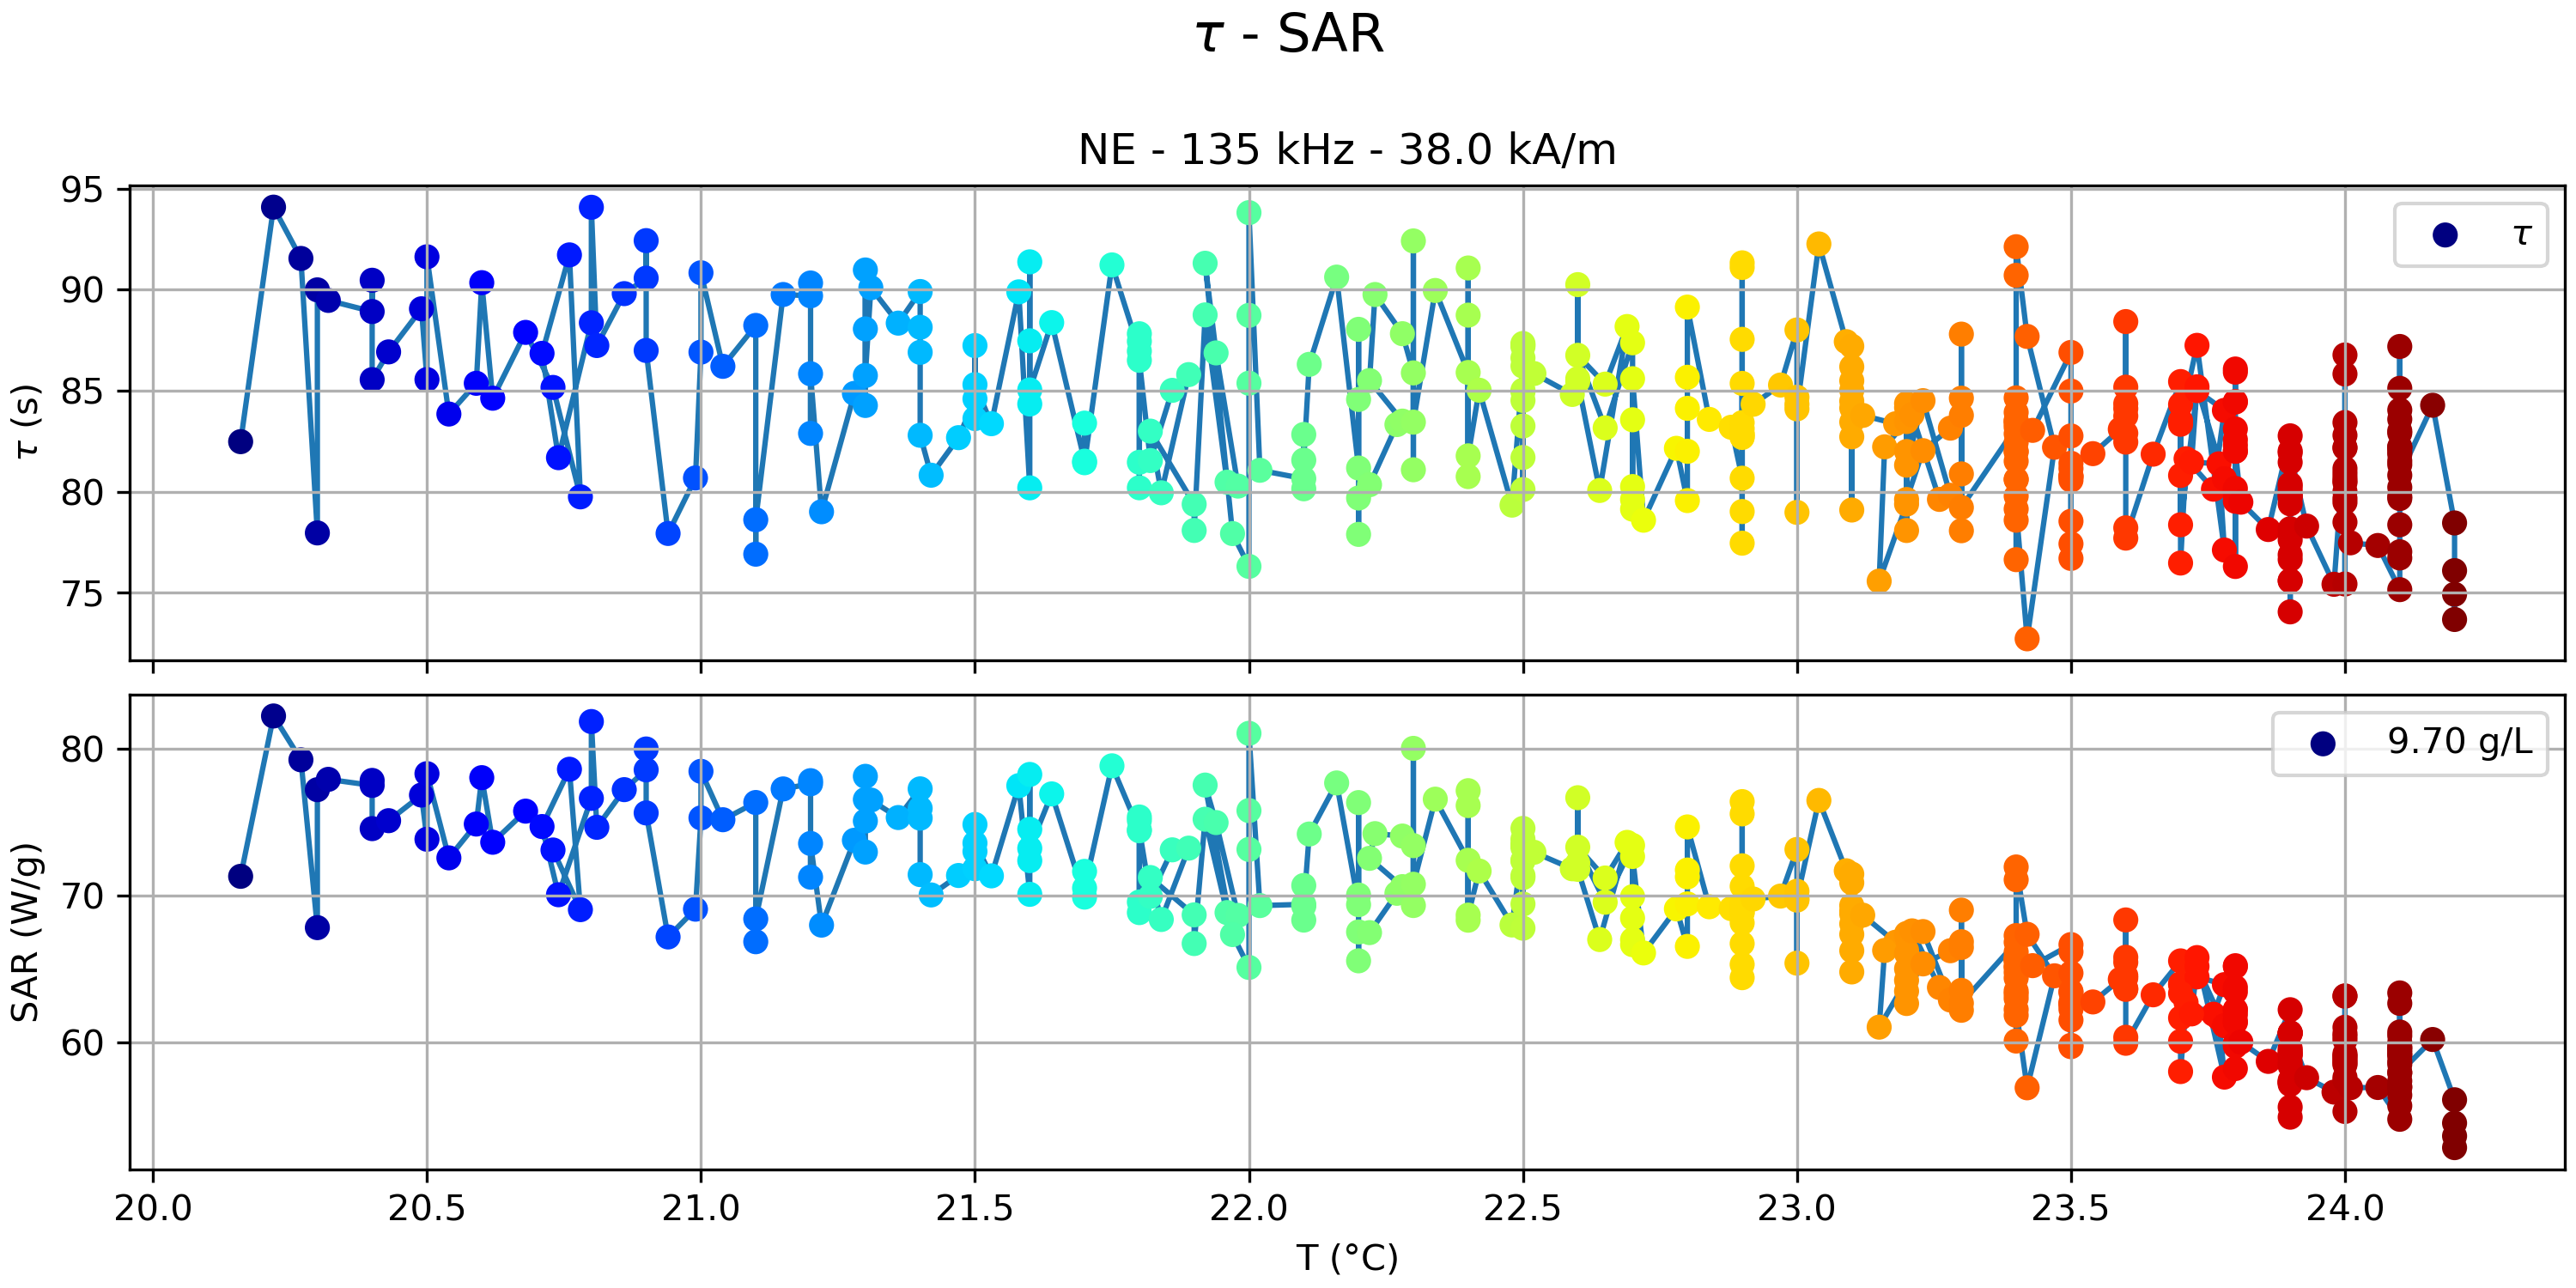 τ - SAR
NE - 135 kHz - 38.0 kA/m
95
90
85
80
75
τ (s)
τ
80
70
60
SAR (W/g)
9.70 g/L
20.0 20.5 21.0 21.5 22.0 22.5 23.0 23.5 24.0
T (°C)